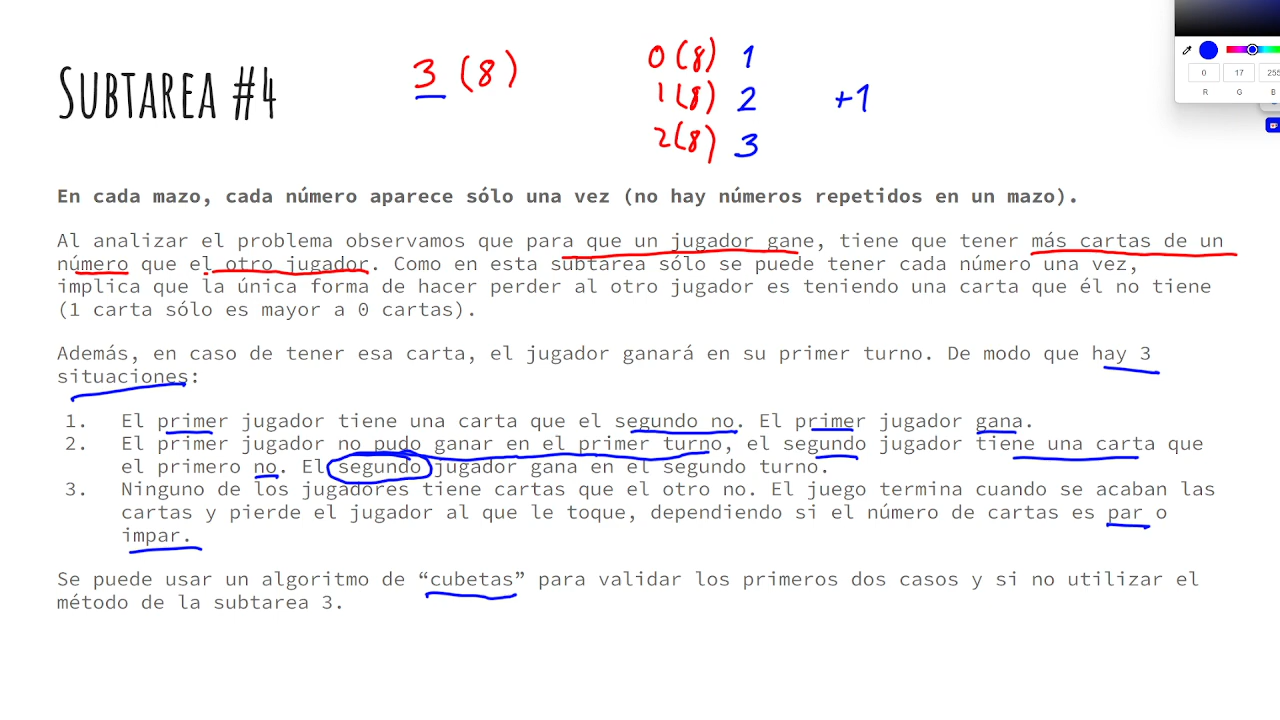 SUBTAREA #4
3 (8)
0(8) 1
1(8) 2
2(8) 3
+1
0
17
255
R
G
B
En cada mazo, cada número aparece sólo una vez (no hay números repetidos en un mazo).
Al analizar el problema observamos que para que un jugador gane, tiene que tener más cartas de un
número que el otro jugador. Como en esta subtarea sólo se puede tener cada número una vez,
implica que la única forma de hacer perder al otro jugador es teniendo una carta que él no tiene
(1 carta sólo es mayor a 0 cartas).
Además, en caso de tener esa carta, el jugador ganará en su primer turno. De modo que hay 3
situaciones:
1. El primer jugador tiene una carta que el segundo no. El primer jugador gana.
2. El primer jugador no pudo ganar en el primer turno, el segundo jugador tiene una carta que
el primero no. El segundo jugador gana en el segundo turno.
3. Ninguno de los jugadores tiene cartas que el otro no. El juego termina cuando se acaban las
cartas y pierde el jugador al que le toque, dependiendo si el número de cartas es par o
impar.
Se puede usar un algoritmo de “cubetas” para validar los primeros dos casos y si no utilizar el
método de la subtarea 3.